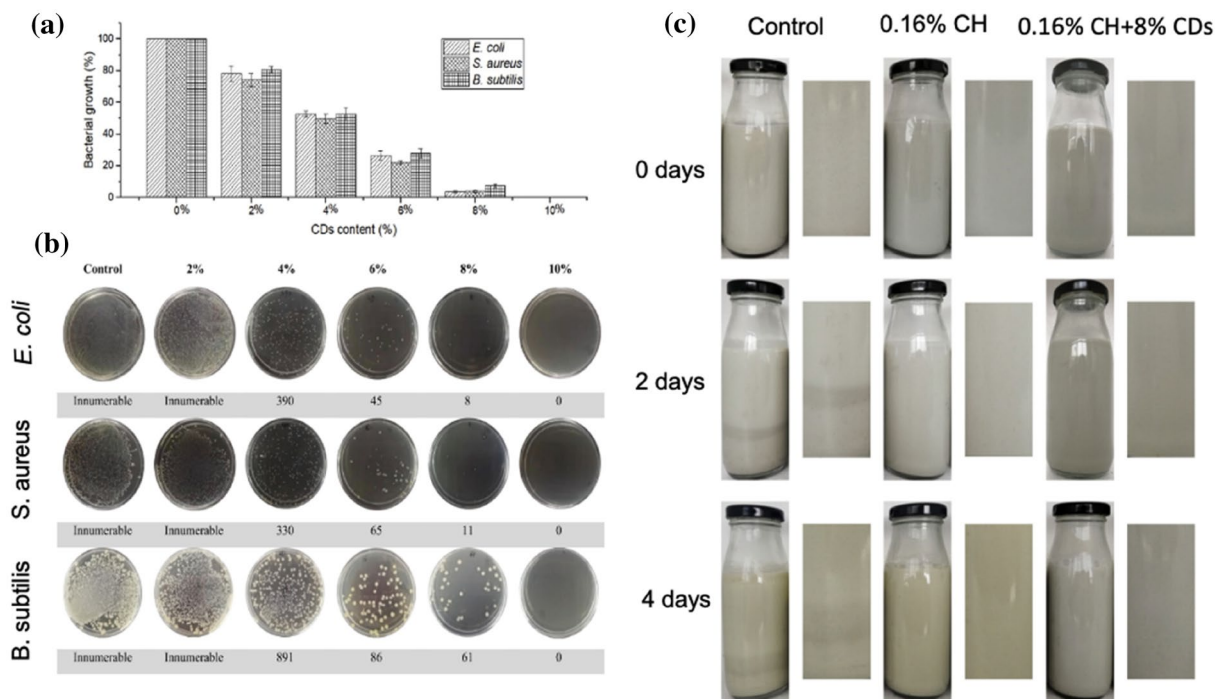 (a)
100
80
60
40
20
0
Bacterial growth (%)
E. coli
S. aureus
B. subtilis
0% 2% 4% 6% 8% 10%
CDs content (%)
(b)
Control 2% 4% 6% 8% 10%
E. coli
Innumerable Innumerable 390 45 8 0
S. aureus
Innumerable Innumerable 330 65 11 0
B. subtilis
Innumerable Innumerable 891 86 61 0
(c)
Control 0.16% CH 0.16% CH+8% CDs
0 days
2 days
4 days